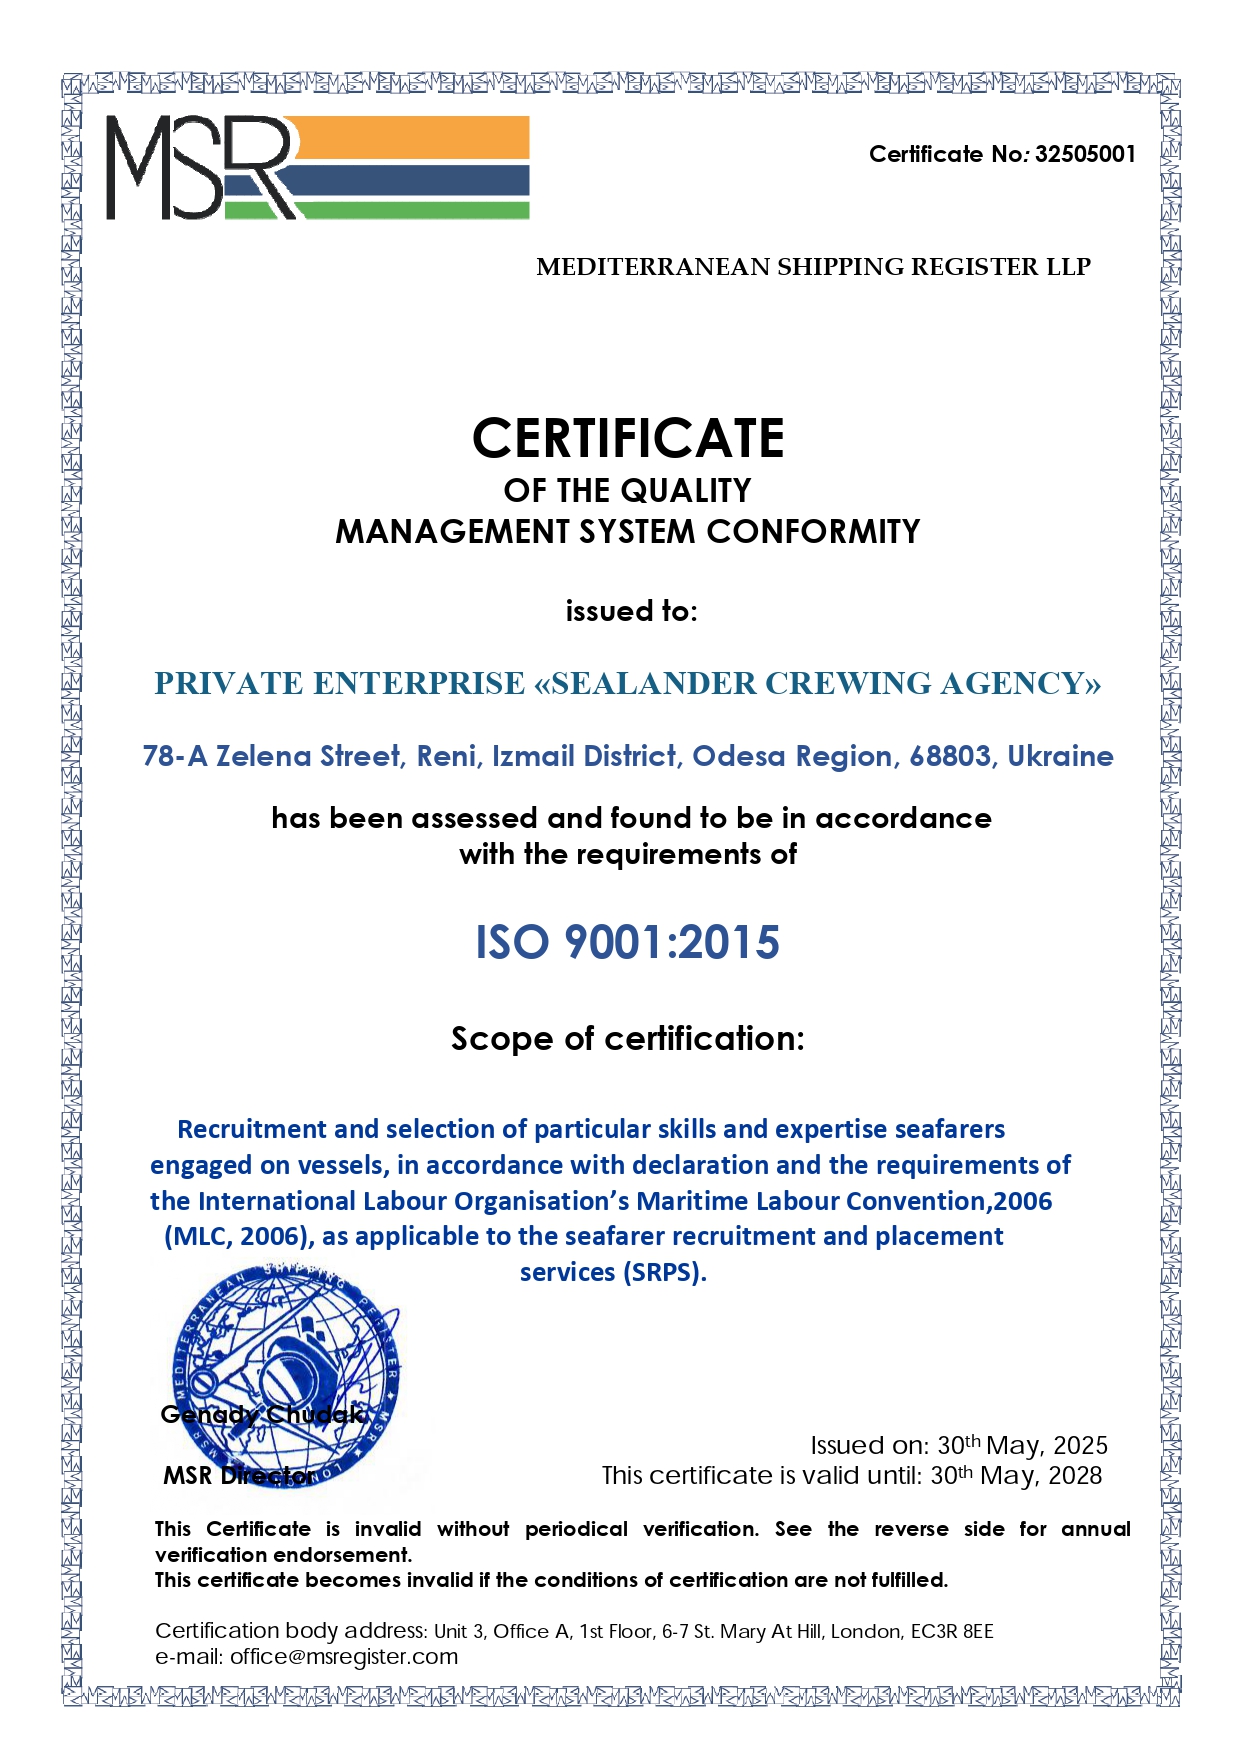 MSR
Certificate No: 32505001
MEDITERRANEAN SHIPPING REGISTER LLP
CERTIFICATE
OF THE QUALITY
MANAGEMENT SYSTEM CONFORMITY
issued to:
PRIVATE ENTERPRISE «SEALANDER CREWING AGENCY»
78-A Zelena Street, Reni, Izmail District, Odesa Region, 68803, Ukraine
has been assessed and found to be in accordance
with the requirements of
ISO 9001:2015
Scope of certification:
Recruitment and selection of particular skills and expertise seafarers
engaged on vessels, in accordance with declaration and the requirements of
the International Labour Organisation’s Maritime Labour Convention,2006
(MLC, 2006), as applicable to the seafarer recruitment and placement
services (SRPS).
MEDITERRANEAN SHIPPING REGISTER
MSR LONDON MSR
Genady Chudak
MSR Director
Issued on: 30th May, 2025
This certificate is valid until: 30th May, 2028
This Certificate is invalid without periodical verification. See the reverse side for annual
verification endorsement.
This certificate becomes invalid if the conditions of certification are not fulfilled.
Certification body address: Unit 3, Office A, 1st Floor, 6-7 St. Mary At Hill, London, EC3R 8EE
e-mail: office@msregister.com